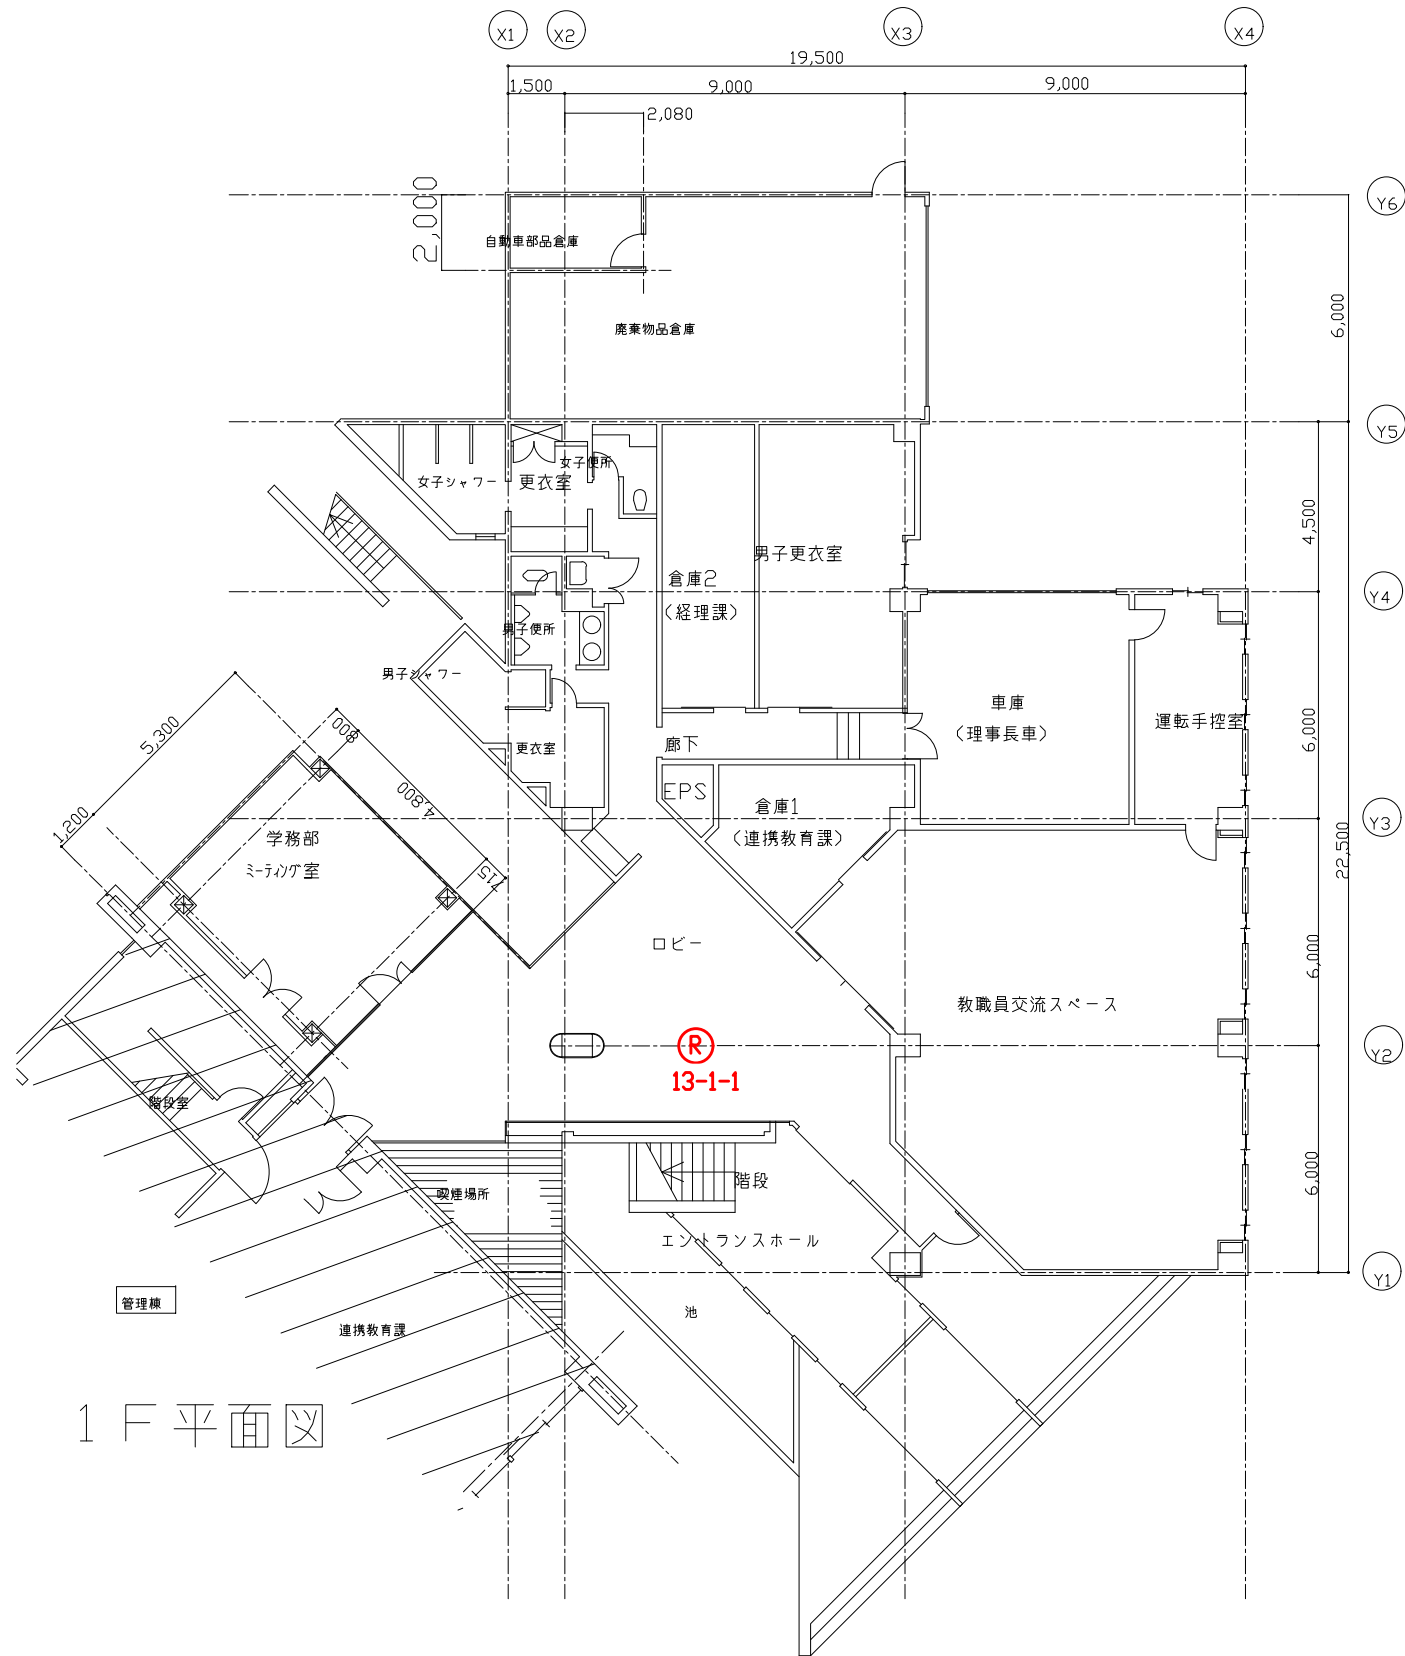 X1
X2
X3
X4
19,500
1,500
9,000
9,000
2,080
Y6
2,000
自動車部品倉庫
廃棄物品倉庫
6,000
Y5
女子便所
女子シャワー
更衣室
4,500
男子更衣室
倉庫2
(経理課)
Y4
男子便所
男子シャワー
車庫
(理事長車)
運転手控室
5,300
800
廊下
更衣室
6,000
EPS
4,800
倉庫1
(連携教育課)
1,200
学務部
ミーティング室
Y3
22,500
715
ロビー
6,000
教職員交流スペース
R
13-1-1
Y2
階段室
階段
喫煙場所
6,000
エントランスホール
Y1
管理棟
池
連携教育課
1F平面図